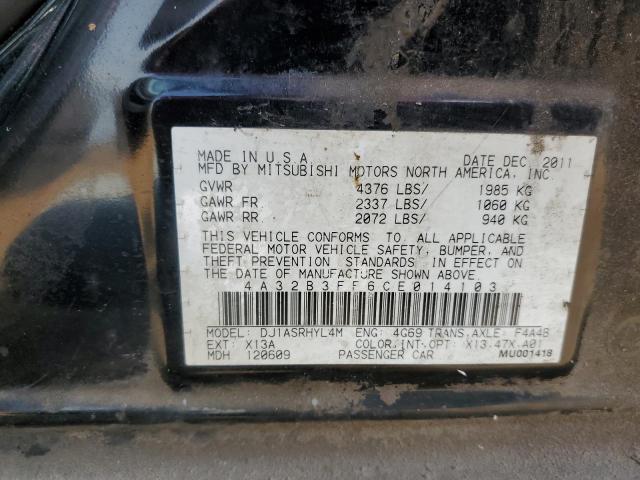 MADE IN U.S.A. DATE DEC, 2011
MFD BY MITSUBISHI MOTORS NORTH AMERICA, INC
GVWR 4376 LBS/ 1985 KG
GAWR FR. 2337 LBS/ 1060 KG
GAWR RR. 2072 LBS/ 940 KG
THIS VEHICLE CONFORMS TO ALL APPLICABLE
FEDERAL MOTOR VEHICLE SAFETY, BUMPER, AND
THEFT PREVENTION STANDARDS IN EFFECT ON
THE DATE OF MANUFACTURE SHOWN ABOVE.
4A32B3FF6CE014103
MODEL: DJ1ASRHYL4M ENG: 4G69 TRANS,AXLE: F4A4B
EXT: X13A COLOR,INT,OPT: X13,47X,A01
MDH 120609 PASSENGER CAR MU001418